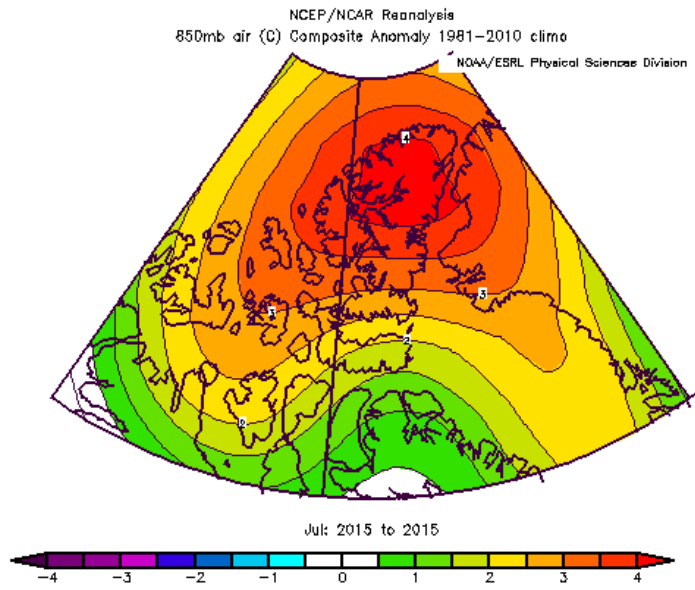 NCEP/NCAR Reanalysis
850mb air (C) Composite Anomaly 1981-2010 climo
NOAA/ESRL Physical Sciences Division
4
3
3
2
2
Jul: 2015 to 2015
-4 -3 -2 -1 0 1 2 3 4